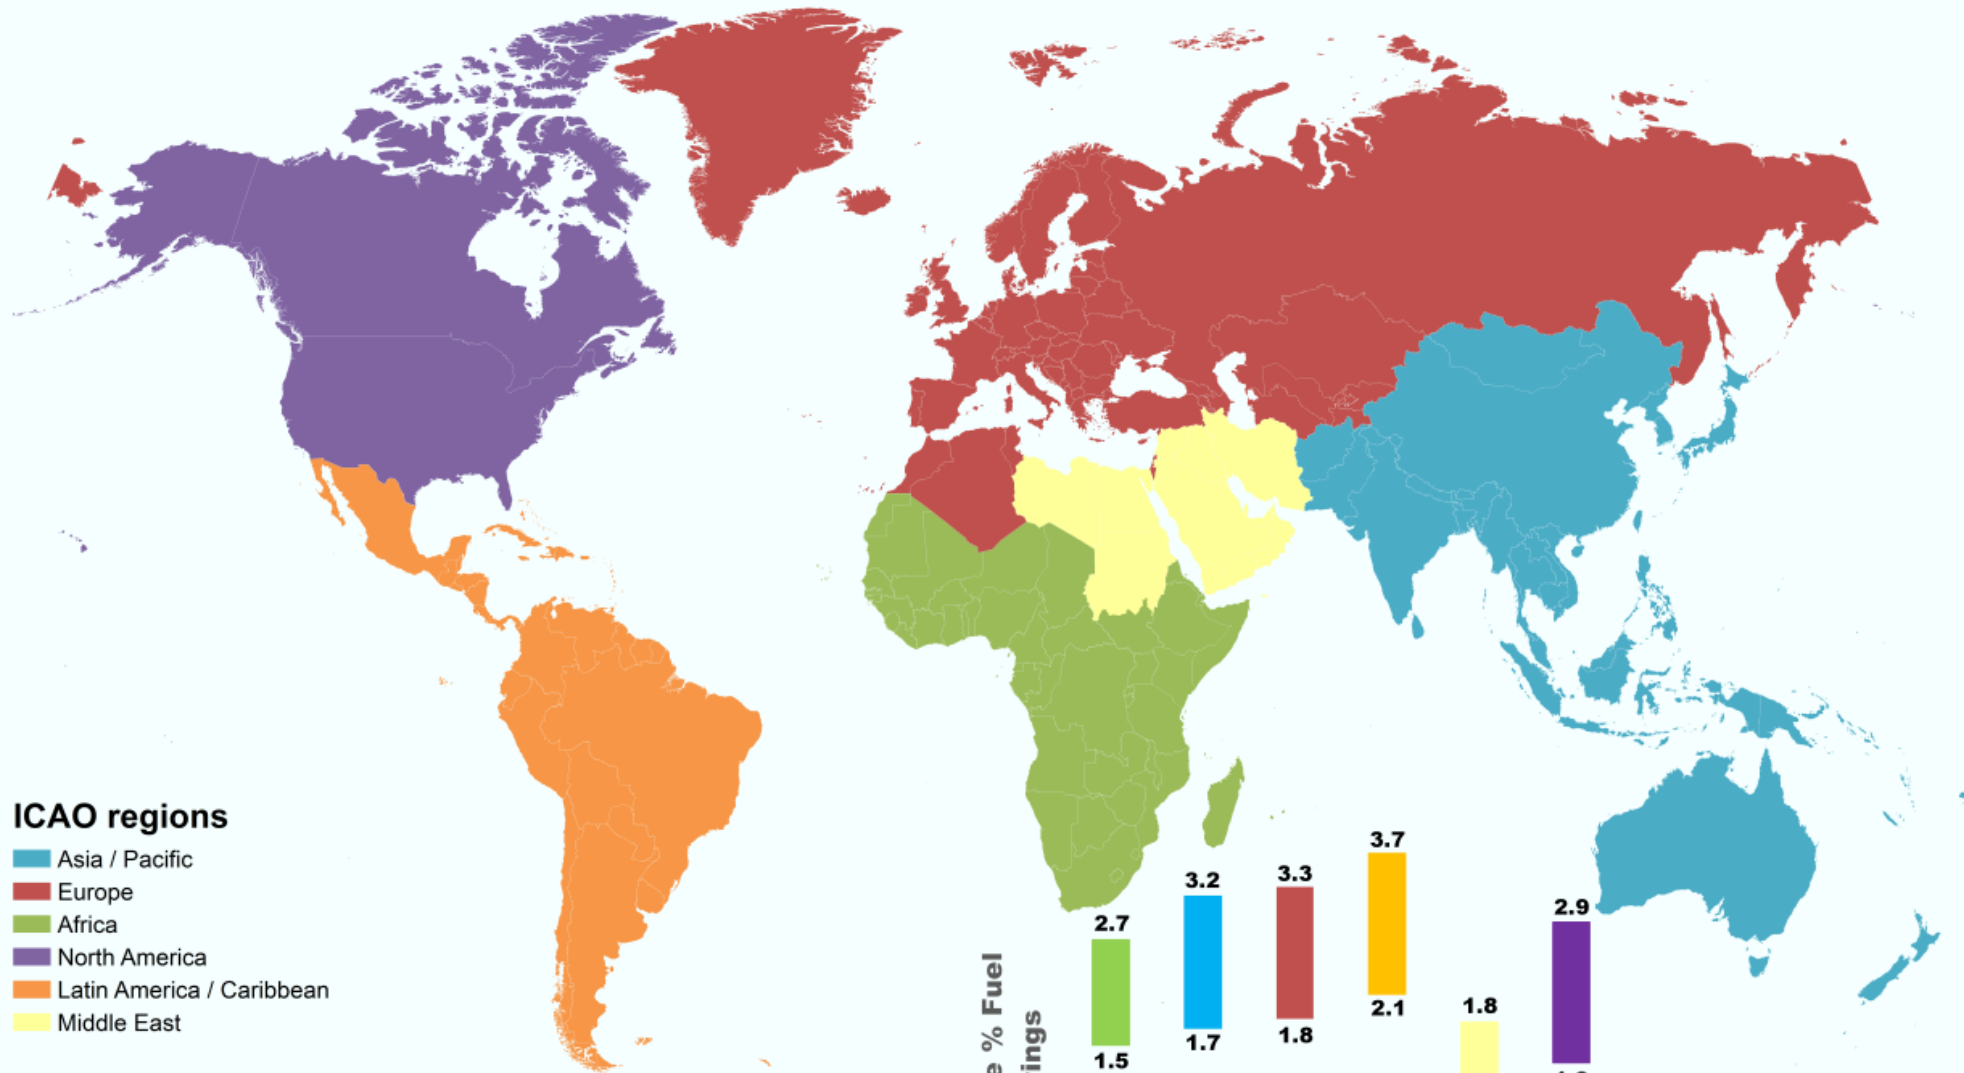 ICAO regions
Asia / Pacific
Europe
Africa
North America
Latin America / Caribbean
Middle East
% Fuel
2.7
1.5
3.2
1.7
3.3
1.8
3.7
2.1
1.8
2.9